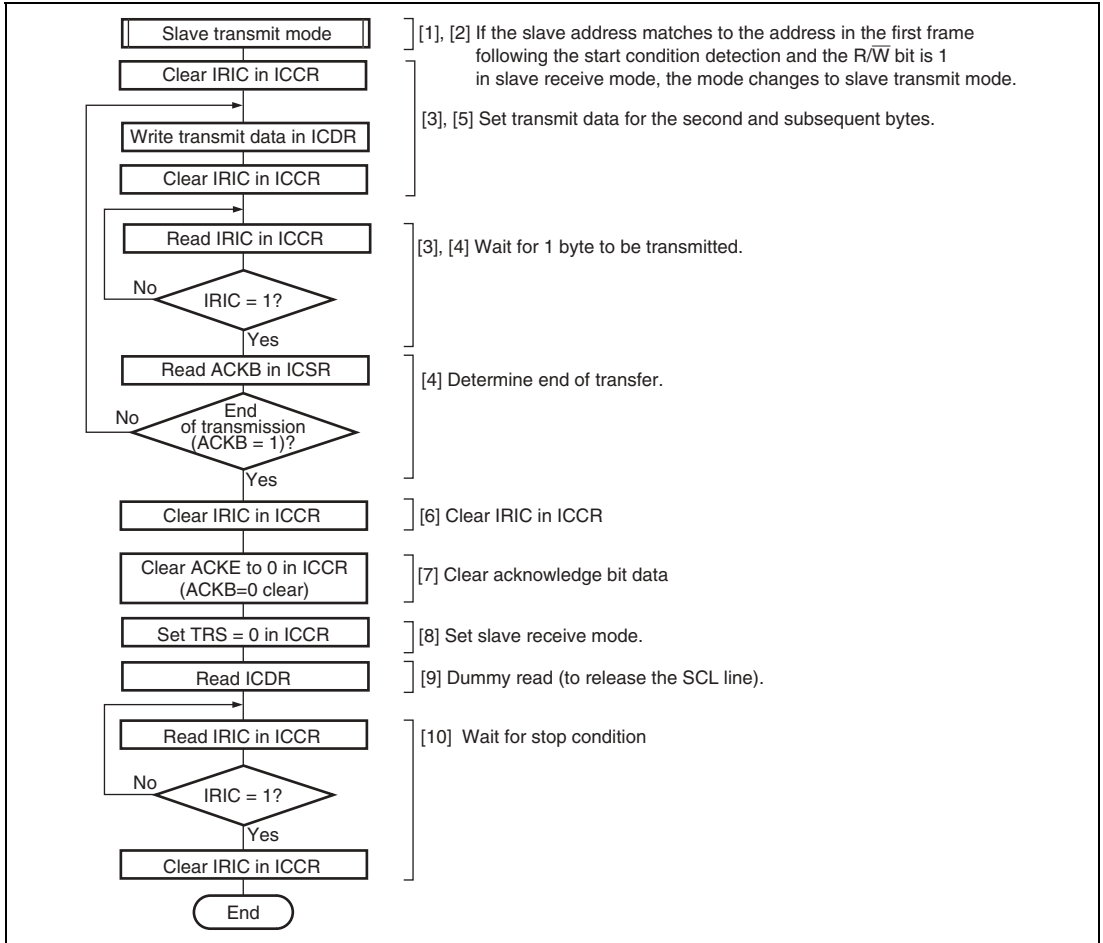 Slave transmit mode
[1], [2] If the slave address matches to the address in the first frame
following the start condition detection and the R/W̅ bit is 1
in slave receive mode, the mode changes to slave transmit mode.
Clear IRIC in ICCR
[3], [5] Set transmit data for the second and subsequent bytes.
Write transmit data in ICDR
Clear IRIC in ICCR
Read IRIC in ICCR
[3], [4] Wait for 1 byte to be transmitted.
No
IRIC = 1?
Yes
Read ACKB in ICSR
[4] Determine end of transfer.
No
End
of transmission
(ACKB = 1)?
Yes
Clear IRIC in ICCR
[6] Clear IRIC in ICCR
Clear ACKE to 0 in ICCR
(ACKB=0 clear)
[7] Clear acknowledge bit data
Set TRS = 0 in ICCR
[8] Set slave receive mode.
Read ICDR
[9] Dummy read (to release the SCL line).
Read IRIC in ICCR
[10] Wait for stop condition
No
IRIC = 1?
Yes
Clear IRIC in ICCR
End